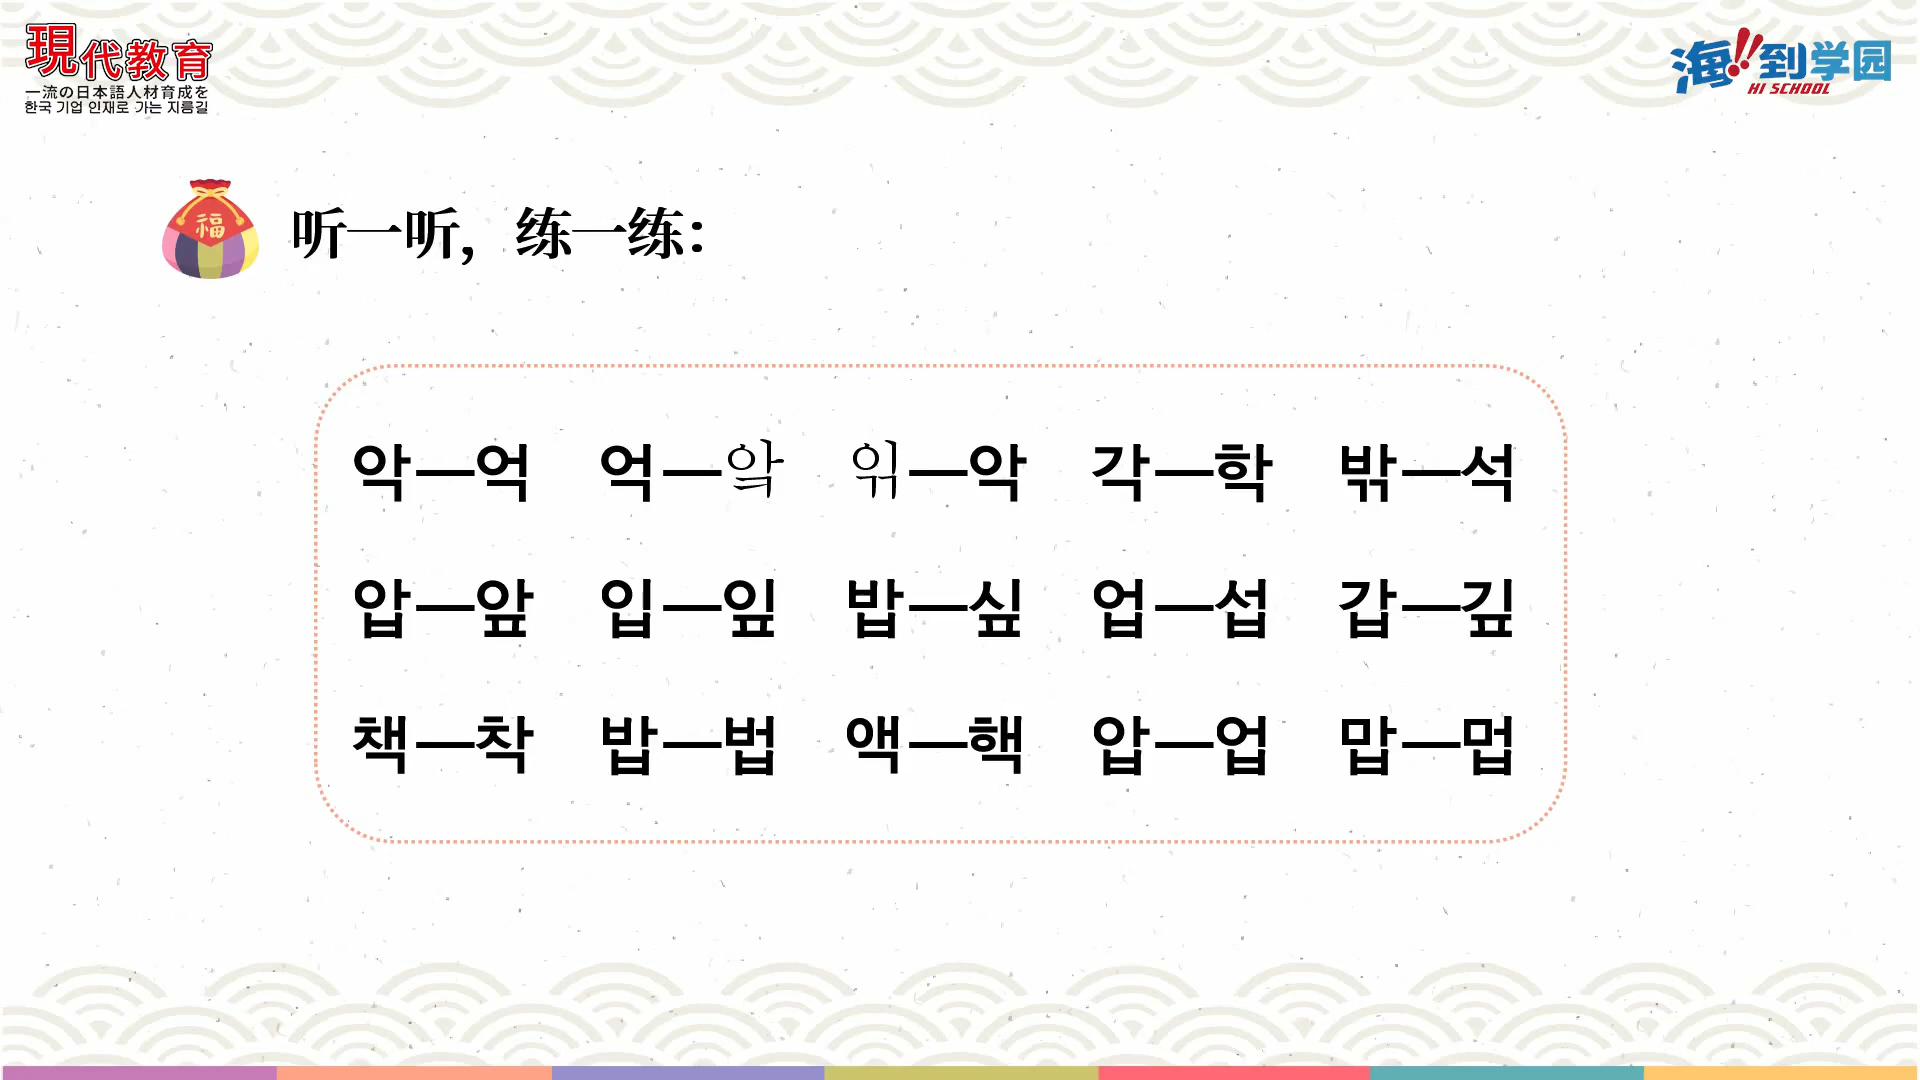 現代教育
一流の日本語人材育成を
한국 기업 인재로 가는 지름길
海!!到学园
HI SCHOOL
福
听一听，练一练：
악—억 억—앜 윆—악 각—학 밖—석
압—앞 입—잎 밥—싶 업—섭 갑—깊
책—착 밥—법 액—핵 압—업 맙—멉